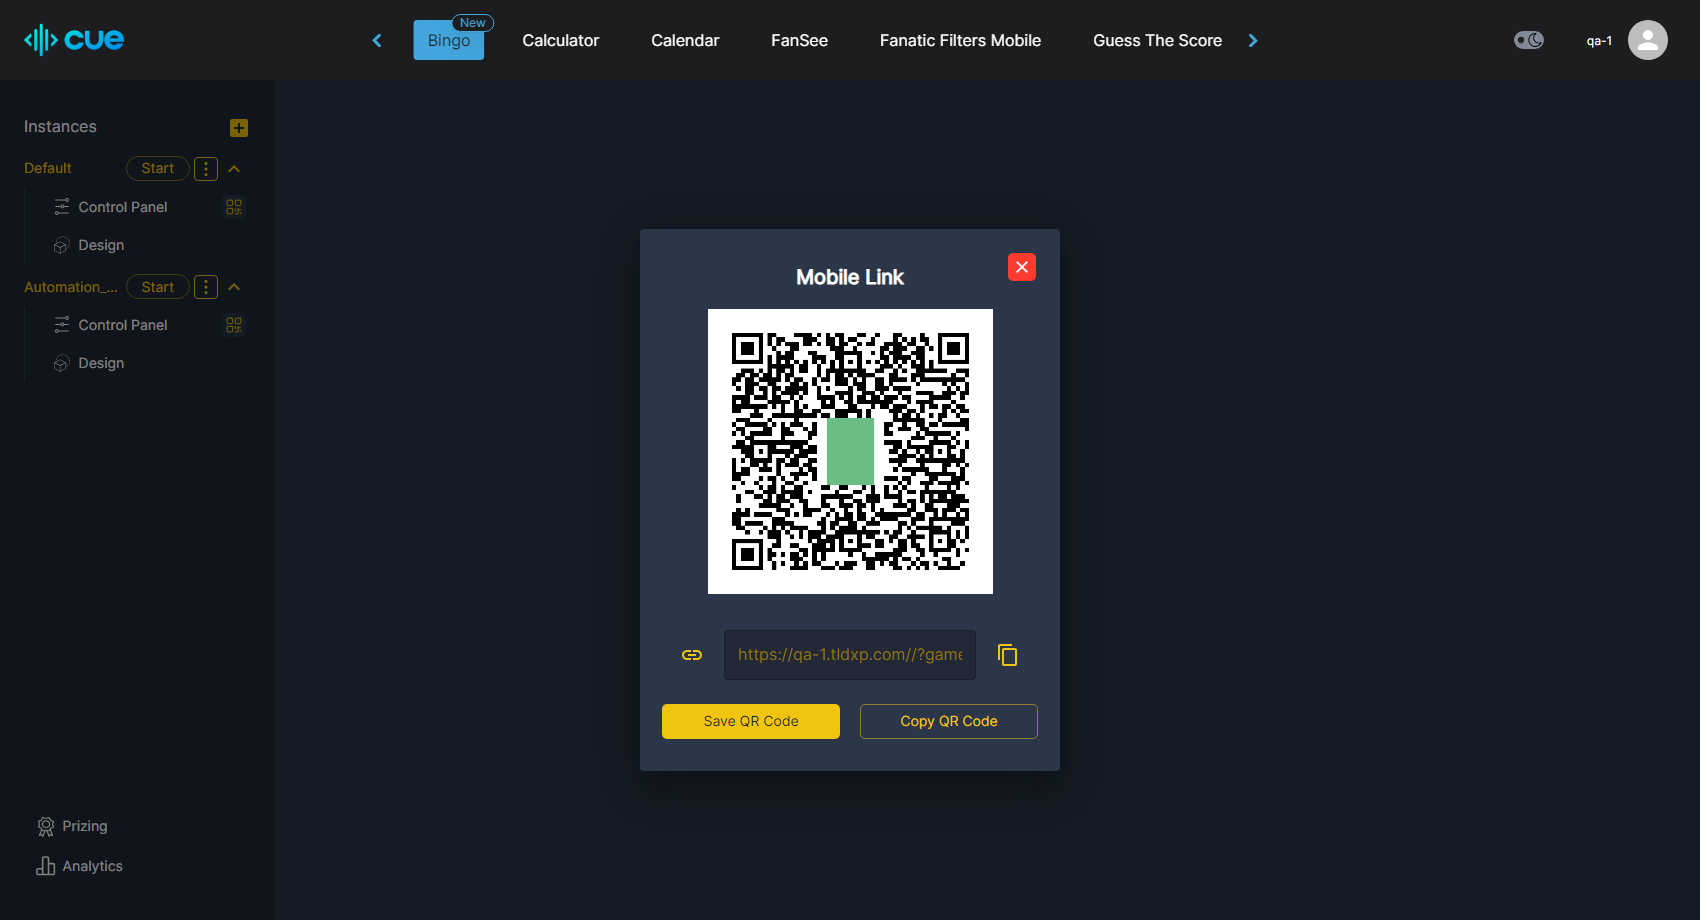 cue
Bingo
New
Calculator
Calendar
FanSee
Fanatic Filters Mobile
Guess The Score
qa-1
Instances
Default
Start
Control Panel
Design
Automation_...
Start
Control Panel
Design
Prizing
Analytics
Mobile Link
https://qa-1.tldxp.com//?game
Save QR Code
Copy QR Code